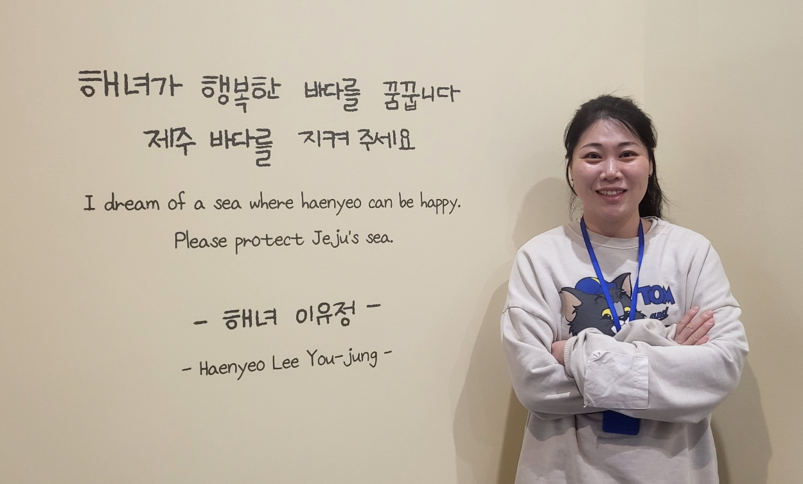 해녀가 행복한 바다를 꿈꿉니다
제주 바다를 지켜 주세요
I dream of a sea where haenyeo can be happy.
Please protect Jeju's sea.
- 해녀 이유정 -
- Haenyeo Lee You-jung -
TOM
and